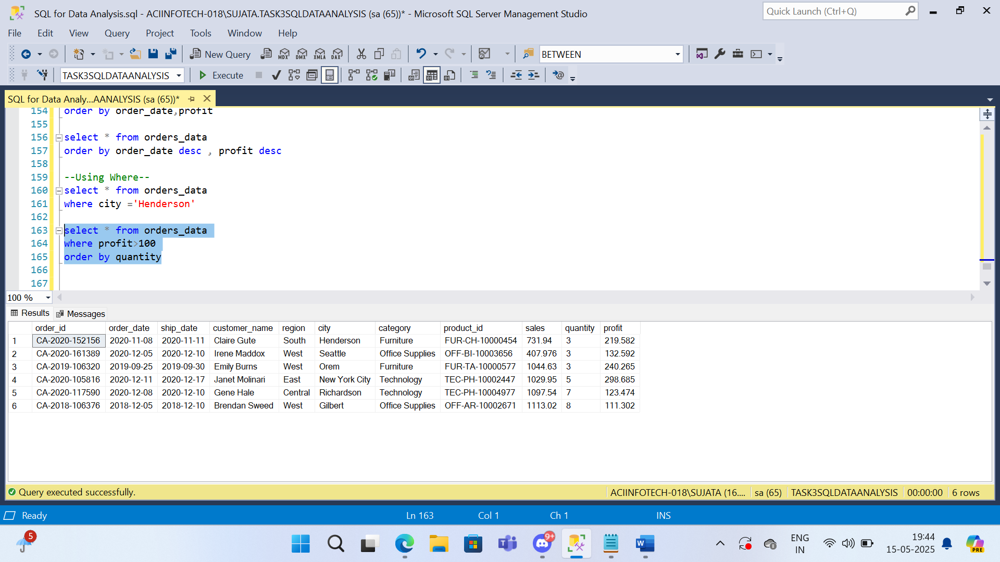 SQL for Data Analysis.sql - ACIINFOTECH-018\SUJATA.TASK3SQLDATAANALYSIS (sa (65))* - Microsoft SQL Server Management Studio
Quick Launch (Ctrl+Q)
File Edit View Query Project Tools Window Help
New Query MDX DMX XMLA DAX BETWEEN
TASK3SQLDATAANALYSIS Execute
SQL for Data Analy...AANALYSIS (sa (65))*
154 order by order_date,profit
155
156 select * from orders_data
157 order by order_date desc , profit desc
158
159 --Using Where--
160 select * from orders_data
161 where city ='Henderson'
162
163 select * from orders_data
164 where profit>100
165 order by quantity
166
167
100 %
Results Messages
order_id order_date ship_date customer_name region city category product_id sales quantity profit
1 CA-2020-152156 2020-11-08 2020-11-11 Claire Gute South Henderson Furniture FUR-CH-10000454 731.94 3 219.582
2 CA-2020-161389 2020-12-05 2020-12-10 Irene Maddox West Seattle Office Supplies OFF-BI-10003656 407.976 3 132.592
3 CA-2019-106320 2019-09-25 2019-09-30 Emily Burns West Orem Furniture FUR-TA-10000577 1044.63 3 240.265
4 CA-2020-105816 2020-12-11 2020-12-17 Janet Molinari East New York City Technology TEC-PH-10002447 1029.95 5 298.685
5 CA-2020-117590 2020-12-08 2020-12-10 Gene Hale Central Richardson Technology TEC-PH-10004977 1097.54 7 123.474
6 CA-2018-106376 2018-12-05 2018-12-10 Brendan Sweed West Gilbert Office Supplies OFF-AR-10002671 1113.02 8 111.302
Query executed successfully. ACIINFOTECH-018\SUJATA (16.... sa (65) TASK3SQLDATAANALYSIS 00:00:00 6 rows
Ready Ln 163 Col 1 Ch 1 INS
5 9+ ENG IN 19:44 15-05-2025 PRE